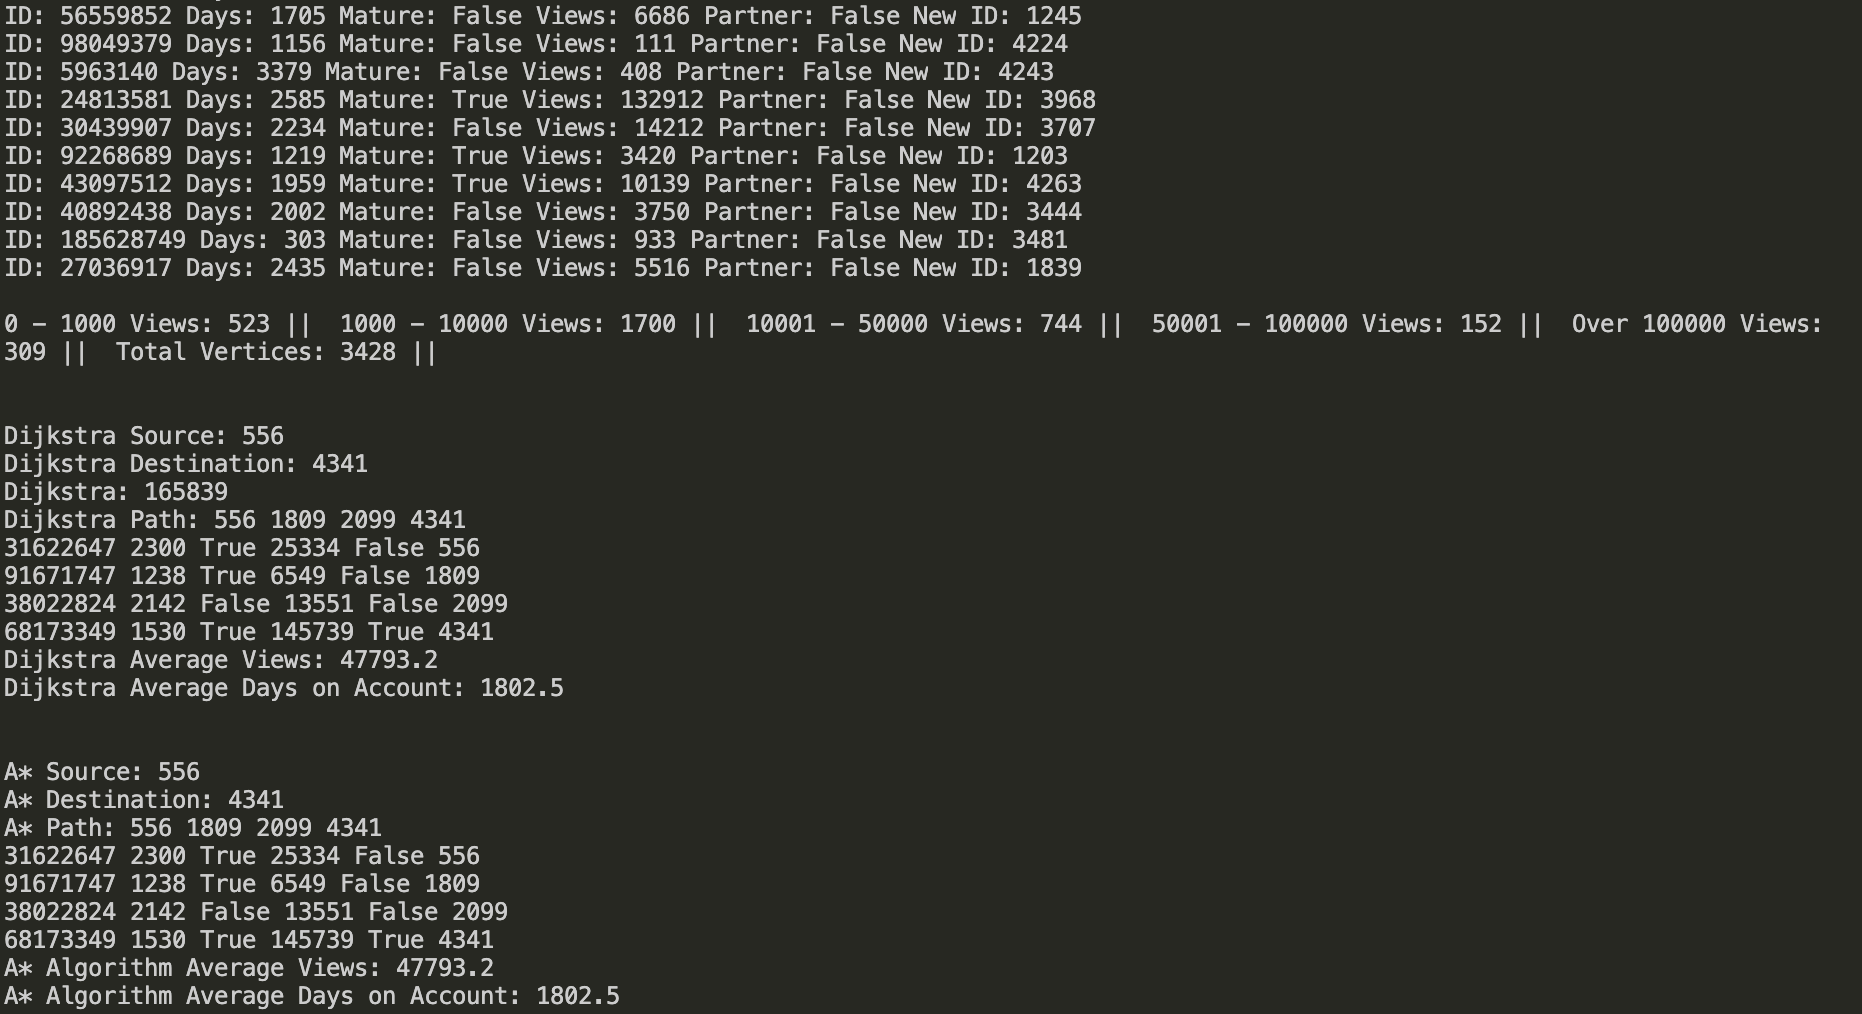 ID: 56559852 Days: 1705 Mature: False Views: 6686 Partner: False New ID: 1245
ID: 98049379 Days: 1156 Mature: False Views: 111 Partner: False New ID: 4224
ID: 5963140 Days: 3379 Mature: False Views: 408 Partner: False New ID: 4243
ID: 24813581 Days: 2585 Mature: True Views: 132912 Partner: False New ID: 3968
ID: 30439907 Days: 2234 Mature: False Views: 14212 Partner: False New ID: 3707
ID: 92268689 Days: 1219 Mature: True Views: 3420 Partner: False New ID: 1203
ID: 43097512 Days: 1959 Mature: True Views: 10139 Partner: False New ID: 4263
ID: 40892438 Days: 2002 Mature: False Views: 3750 Partner: False New ID: 3444
ID: 185628749 Days: 303 Mature: False Views: 933 Partner: False New ID: 3481
ID: 27036917 Days: 2435 Mature: False Views: 5516 Partner: False New ID: 1839
0 - 1000 Views: 523 ||  1000 - 10000 Views: 1700 ||  10001 - 50000 Views: 744 ||  50001 - 100000 Views: 152 ||  Over 100000 Views:
309 ||  Total Vertices: 3428 ||
Dijkstra Source: 556
Dijkstra Destination: 4341
Dijkstra: 165839
Dijkstra Path: 556 1809 2099 4341
31622647 2300 True 25334 False 556
91671747 1238 True 6549 False 1809
38022824 2142 False 13551 False 2099
68173349 1530 True 145739 True 4341
Dijkstra Average Views: 47793.2
Dijkstra Average Days on Account: 1802.5
A* Source: 556
A* Destination: 4341
A* Path: 556 1809 2099 4341
31622647 2300 True 25334 False 556
91671747 1238 True 6549 False 1809
38022824 2142 False 13551 False 2099
68173349 1530 True 145739 True 4341
A* Algorithm Average Views: 47793.2
A* Algorithm Average Days on Account: 1802.5